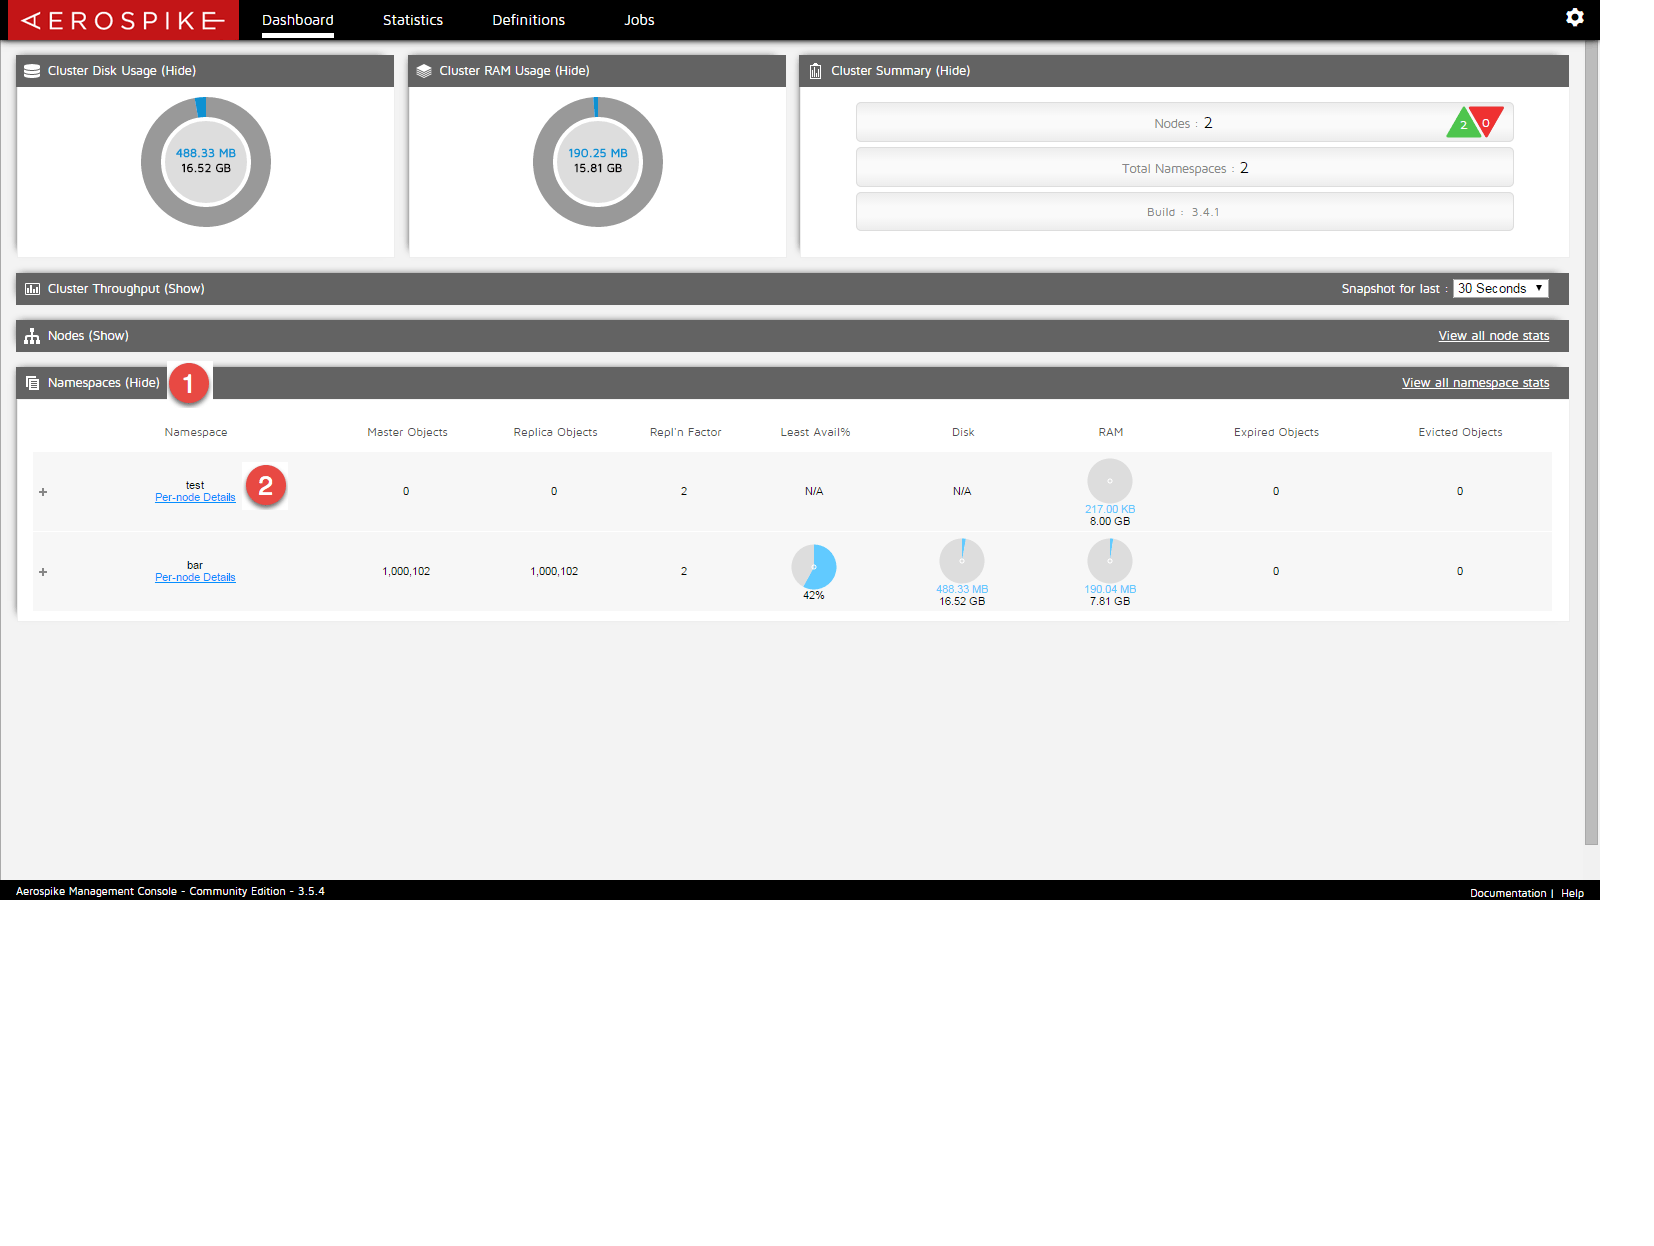 AEROSPIKE Dashboard Statistics Definitions Jobs
Cluster Disk Usage (Hide)
488.33 MB
16.52 GB
Cluster RAM Usage (Hide)
190.25 MB
15.81 GB
Cluster Summary (Hide)
Nodes : 2 2 0
Total Namespaces : 2
Build : 3.4.1
Cluster Throughput (Show) Snapshot for last : 30 Seconds
Nodes (Show) View all node stats
Namespaces (Hide) 1 View all namespace stats
Namespace Master Objects Replica Objects Repl'n Factor Least Avail% Disk RAM Expired Objects Evicted Objects
+ test 0 0 2 N/A N/A 0 0
Per-node Details 2
217.00 KB
8.00 GB
+ bar 1,000,102 1,000,102 2 0 0
Per-node Details
42%
488.33 MB
16.52 GB
190.04 MB
7.81 GB
Aerospike Management Console - Community Edition - 3.5.4 Documentation | Help